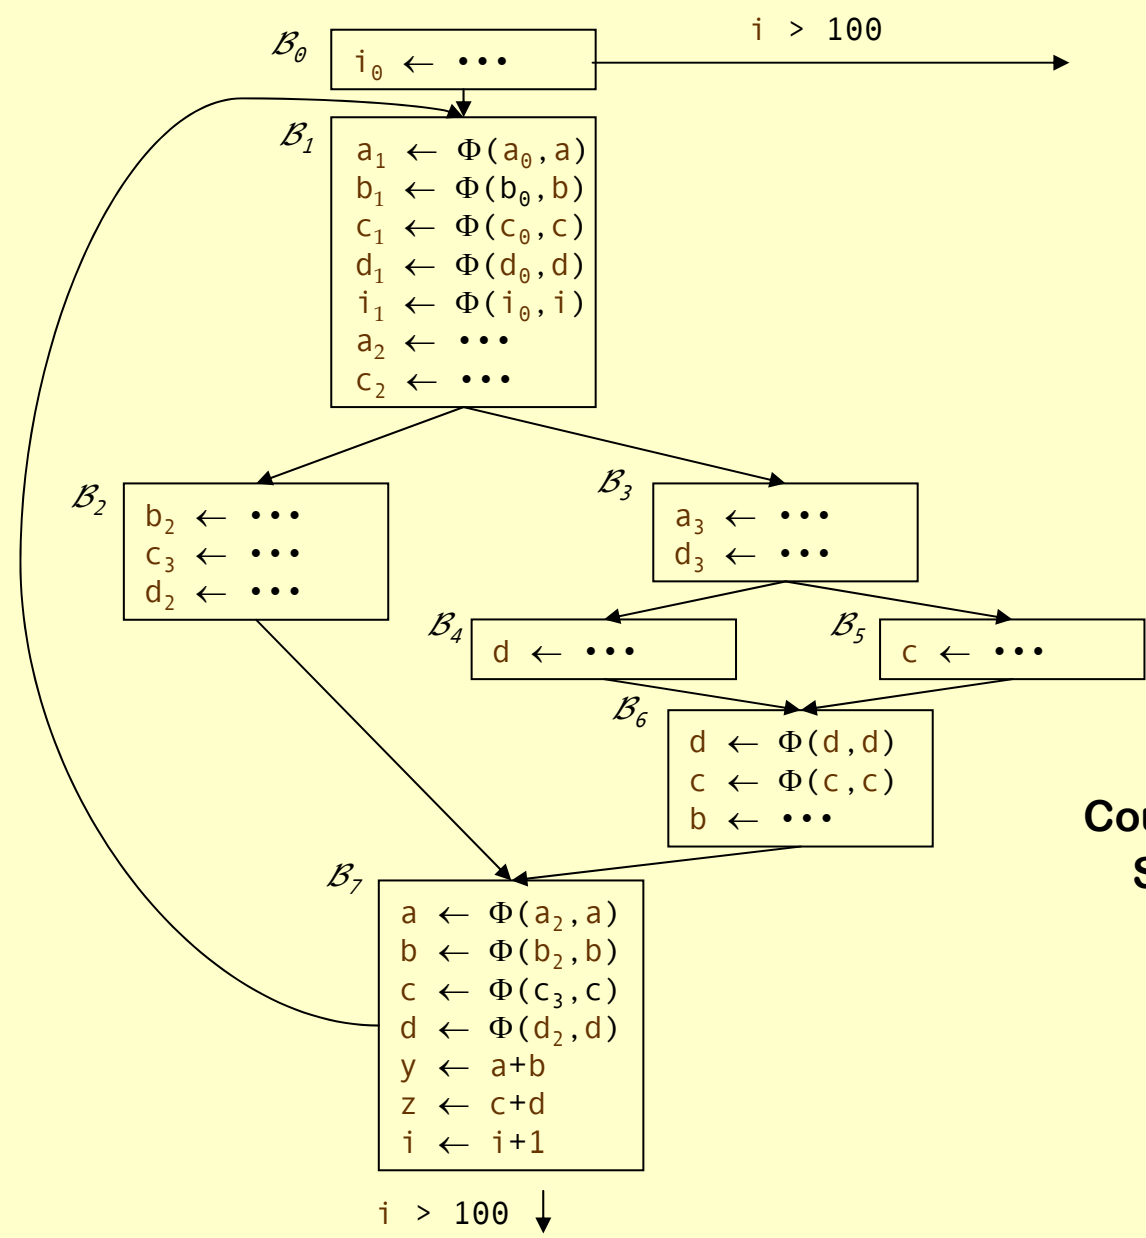 i > 100
B₀
i₀ ← •••
B₁
a₁ ← Φ(a₀,a)
b₁ ← Φ(b₀,b)
c₁ ← Φ(c₀,c)
d₁ ← Φ(d₀,d)
i₁ ← Φ(i₀,i)
a₂ ← •••
c₂ ← •••
B₂
b₂ ← •••
c₃ ← •••
d₂ ← •••
B₃
a₃ ← •••
d₃ ← •••
B₄
d ← •••
B₅
c ← •••
B₆
d ← Φ(d,d)
c ← Φ(c,c)
b ← •••
B₇
a ← Φ(a₂,a)
b ← Φ(b₂,b)
c ← Φ(c₃,c)
d ← Φ(d₂,d)
y ← a+b
z ← c+d
i ← i+1
i > 100